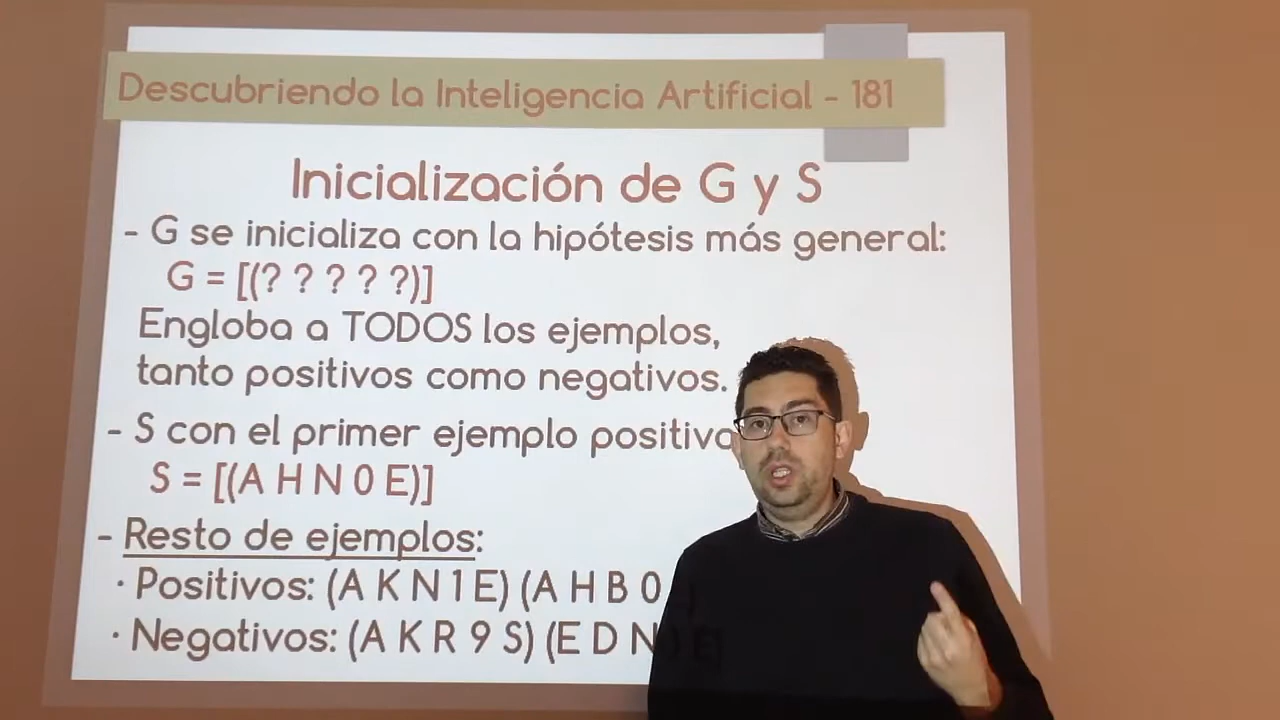 Descubriendo la Inteligencia Artificial - 181
Inicialización de G y S
- G se inicializa con la hipótesis más general:
G = [(? ? ? ? ?)]
Engloba a TODOS los ejemplos,
tanto positivos como negativos.
- S con el primer ejemplo positivo
S = [(A H N 0 E)]
- Resto de ejemplos:
· Positivos: (A K N 1 E) (A H B 0
· Negativos: (A K R 9 S) (E D N 0 E)